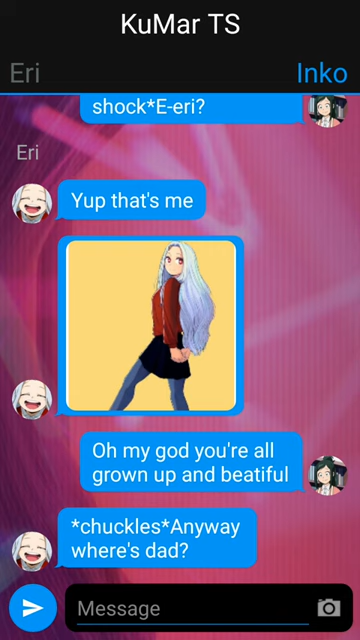 KuMar TS
Eri
Inko
shock*E-eri?
Eri
Yup that's me
Oh my god you're all
grown up and beatiful
*chuckles*Anyway
where's dad?
Message